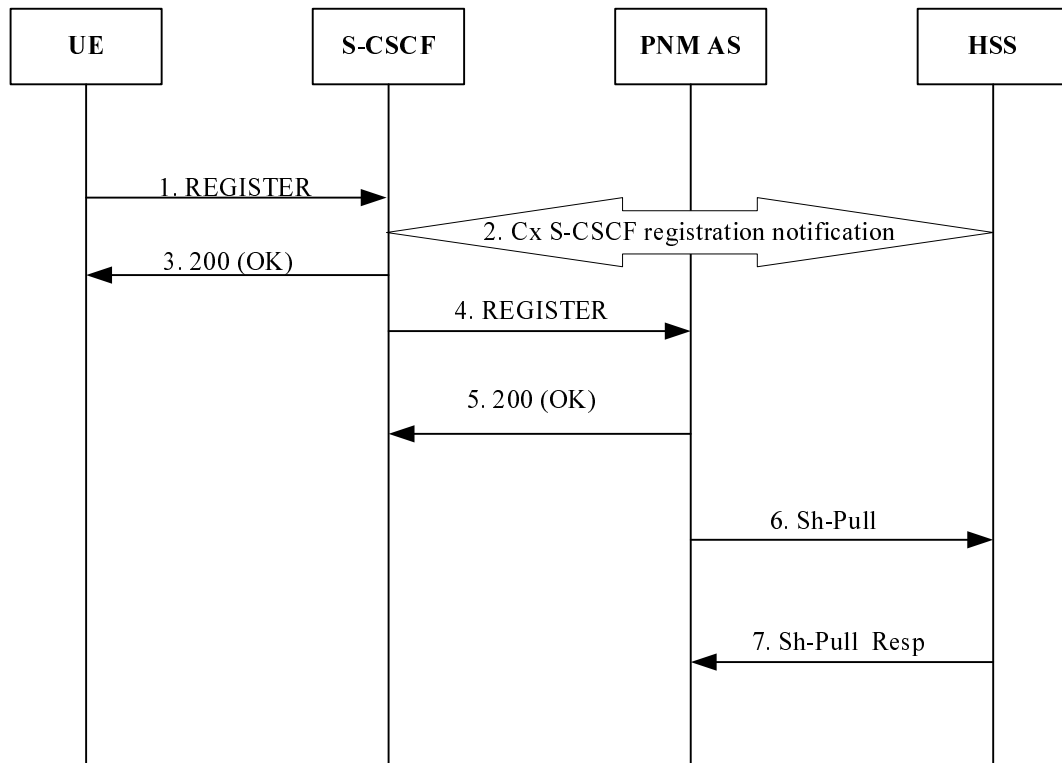 UE
S-CSCF
PNM AS
HSS
1. REGISTER
2. Cx S-CSCF registration notification
3. 200 (OK)
4. REGISTER
5. 200 (OK)
6. Sh-Pull
7. Sh-Pull Resp